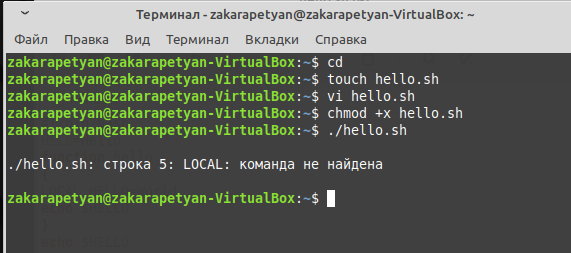 Терминал - zakarapetyan@zakarapetyan-VirtualBox: ~
Файл Правка Вид Терминал Вкладки Справка
zakarapetyan@zakarapetyan-VirtualBox:~$ cd
zakarapetyan@zakarapetyan-VirtualBox:~$ touch hello.sh
zakarapetyan@zakarapetyan-VirtualBox:~$ vi hello.sh
zakarapetyan@zakarapetyan-VirtualBox:~$ chmod +x hello.sh
zakarapetyan@zakarapetyan-VirtualBox:~$ ./hello.sh
./hello.sh: строка 5: LOCAL: команда не найдена
zakarapetyan@zakarapetyan-VirtualBox:~$